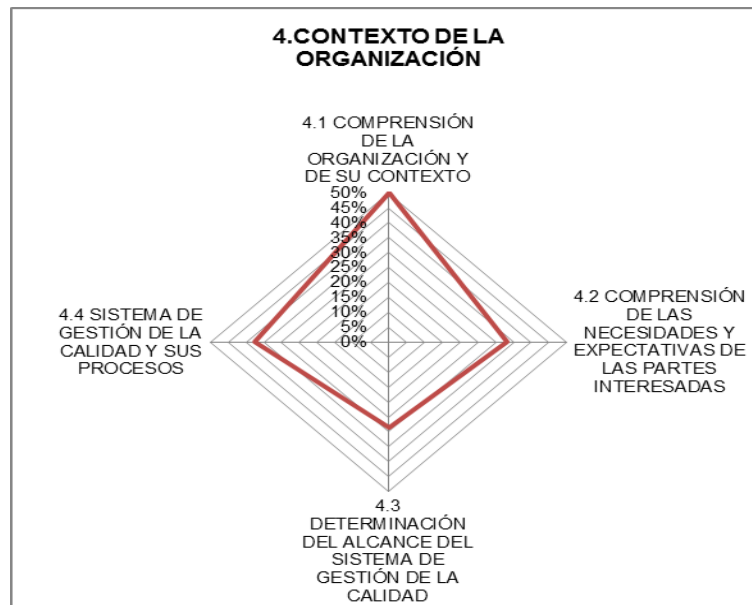 4.CONTEXTO DE LA
ORGANIZACIÓN
4.1 COMPRENSIÓN
DE LA
ORGANIZACIÓN Y
DE SU CONTEXTO
50%
45%
40%
35%
30%
25%
20%
15%
10%
5%
0%
4.2 COMPRENSIÓN
DE LAS
NECESIDADES Y
EXPECTATIVAS DE
LAS PARTES
INTERESADAS
4.3
DETERMINACIÓN
DEL ALCANCE DEL
SISTEMA DE
GESTIÓN DE LA
CALIDAD
4.4 SISTEMA DE
GESTIÓN DE LA
CALIDAD Y SUS
PROCESOS